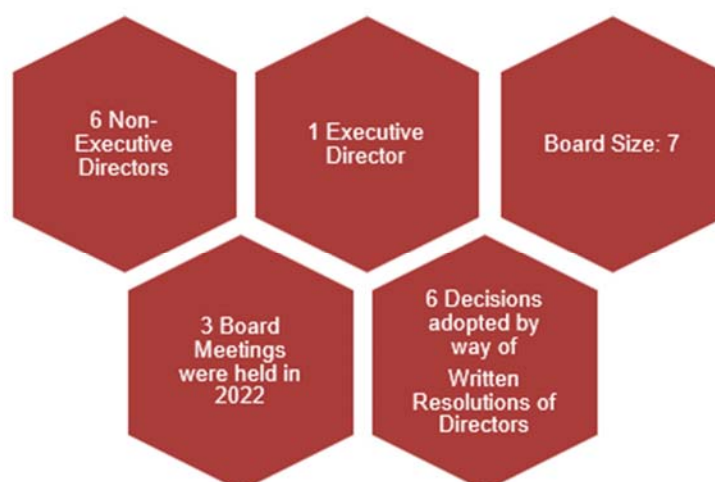 6 Non-
Executive
Directors
1 Executive
Director
Board Size: 7
3 Board
Meetings
were held in
2022
6 Decisions
adopted by
way of
Written
Resolutions of
Directors